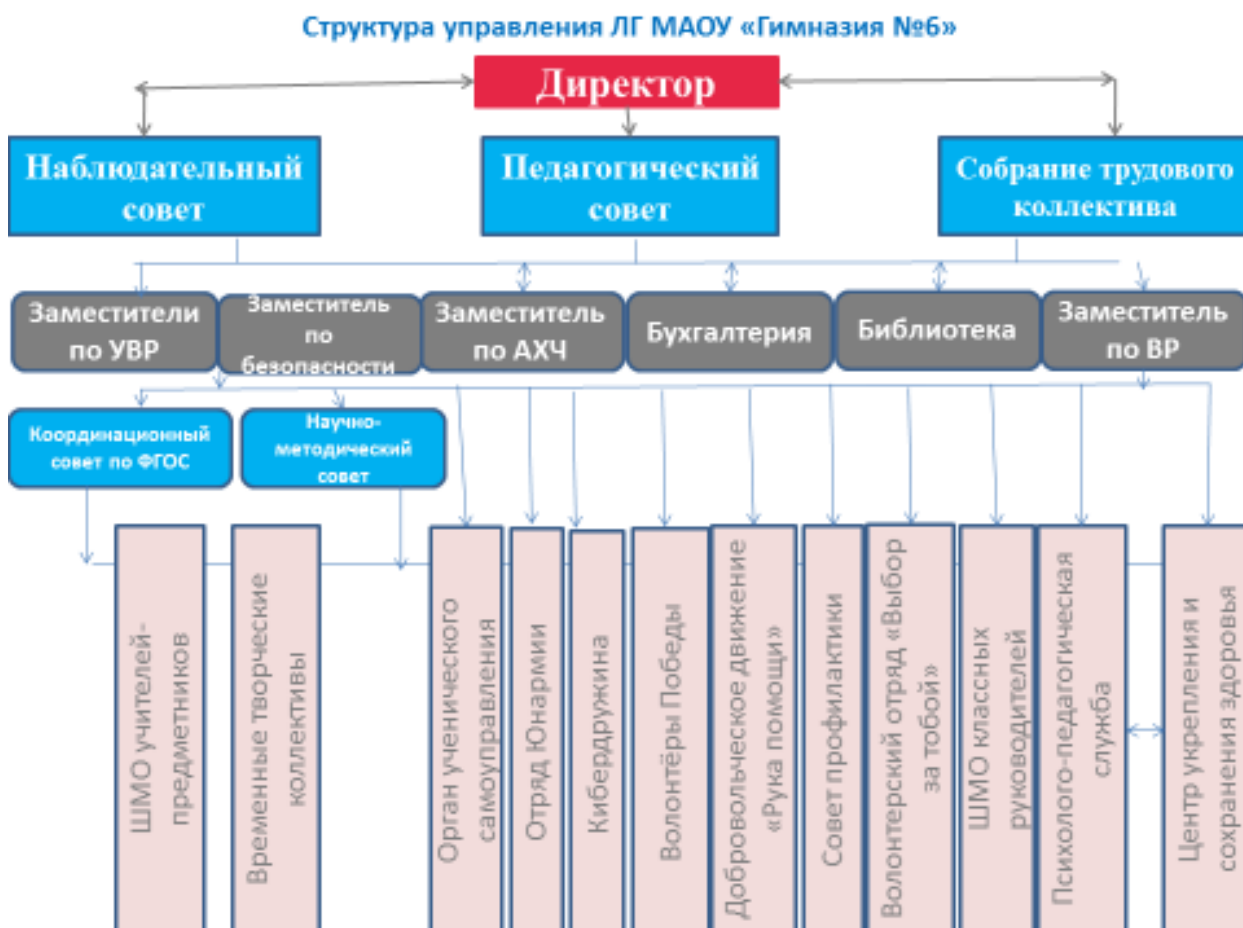 Структура управления ЛГ МАОУ «Гимназия №6»
Директор
Наблюдательный
совет
Педагогический
совет
Собрание трудового
коллектива
Заместители
по УВР
Заместитель
по
безопасности
Заместитель
по АХЧ
Бухгалтерия
Библиотека
Заместитель
по ВР
Координационный
совет по ФГОС
Научно-
методический
совет
ШМО учителей-
предметников
Временные творческие
коллективы
Орган ученического
самоуправления
Отряд Юнармии
Кибердружина
Волонтёры Победы
Добровольческое движение
«Рука помощи»
Совет профилактики
Волонтерский отряд «Выбор
за тобой»
ШМО классных
руководителей
Психолого-педагогическая
служба
Центр укрепления и
сохранения здоровья